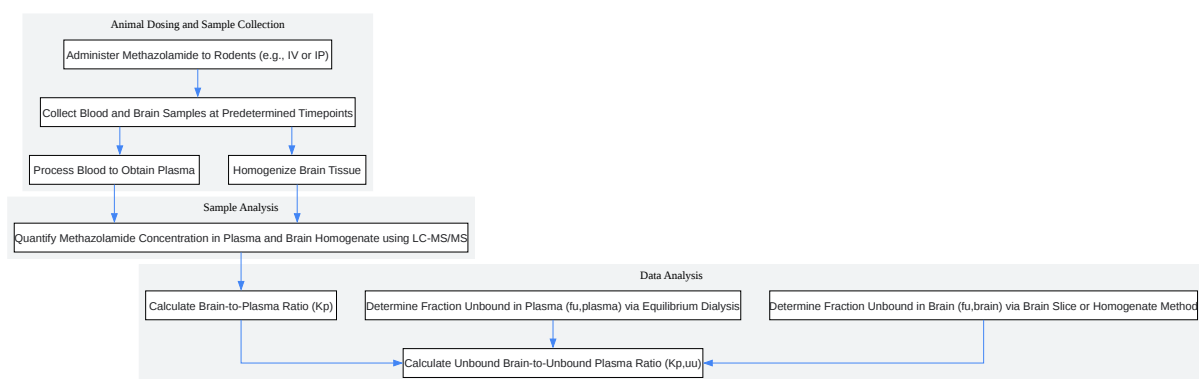 Animal Dosing and Sample Collection
Administer Methazolamide to Rodents (e.g., IV or IP)
Collect Blood and Brain Samples at Predetermined Timepoints
Process Blood to Obtain Plasma
Homogenize Brain Tissue
Sample Analysis
Quantify Methazolamide Concentration in Plasma and Brain Homogenate using LC-MS/MS
Data Analysis
Calculate Brain-to-Plasma Ratio (Kp)
Determine Fraction Unbound in Plasma (fu,plasma) via Equilibrium Dialysis
Determine Fraction Unbound in Brain (fu,brain) via Brain Slice or Homogenate Method
Calculate Unbound Brain-to-Unbound Plasma Ratio (Kp,uu)